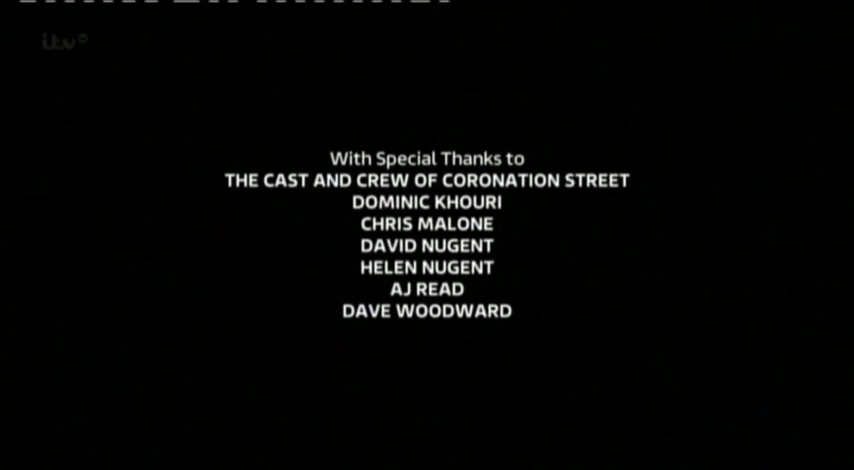 itv
With Special Thanks to
THE CAST AND CREW OF CORONATION STREET
DOMINIC KHOURI
CHRIS MALONE
DAVID NUGENT
HELEN NUGENT
AJ READ
DAVE WOODWARD